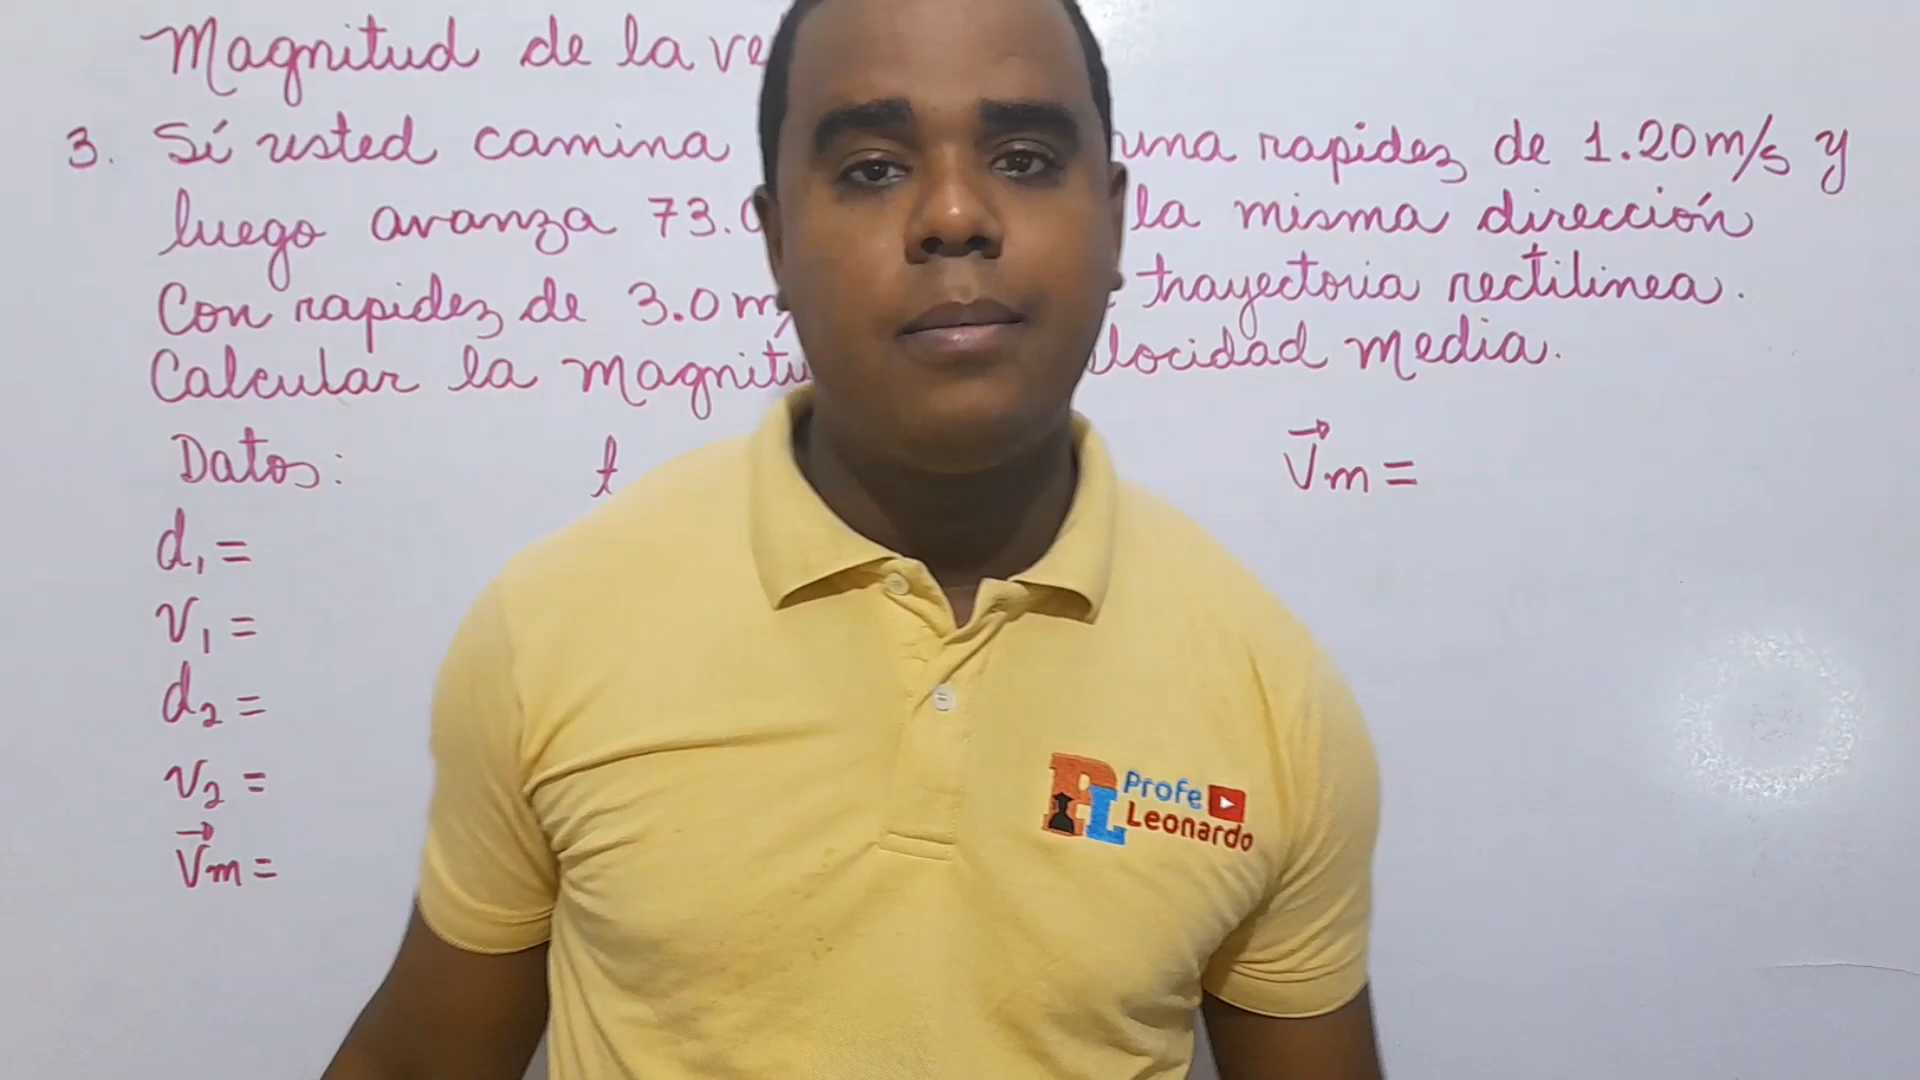 Magnitud de la ve
3. Sí usted camina una rapidez de 1.20m/s y
luego avanza 73.0 la misma dirección
Con rapidez de 3.0 m/ trayectoria rectilinea.
Calcular la magnitu locidad media.
Datos: t V⃗m =
d₁ =
v₁ =
d₂ =
v₂ =
V⃗m =
PL Profe
Leonardo